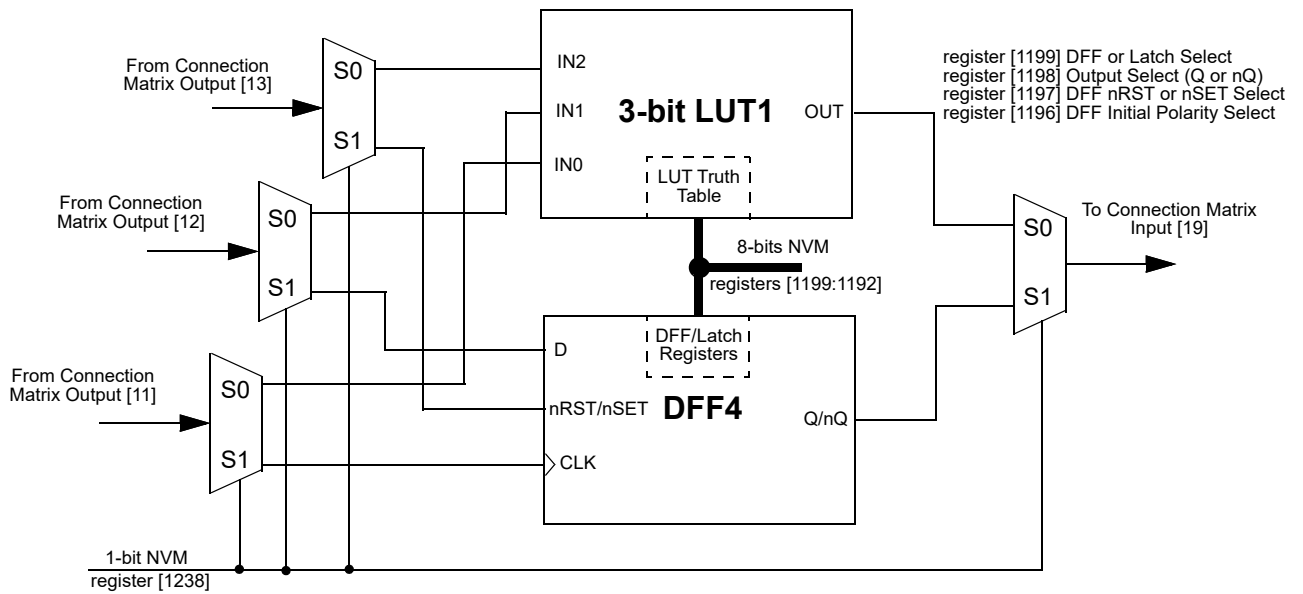 From Connection
Matrix Output [13]
S0
S1
From Connection
Matrix Output [12]
S0
S1
From Connection
Matrix Output [11]
S0
S1
1-bit NVM
register [1238]
IN2
IN1
IN0
3-bit LUT1
OUT
LUT Truth
Table
8-bits NVM
registers [1199:1192]
DFF/Latch
Registers
D
nRST/nSET
DFF4
CLK
Q/nQ
register [1199] DFF or Latch Select
register [1198] Output Select (Q or nQ)
register [1197] DFF nRST or nSET Select
register [1196] DFF Initial Polarity Select
S0
S1
To Connection Matrix
Input [19]